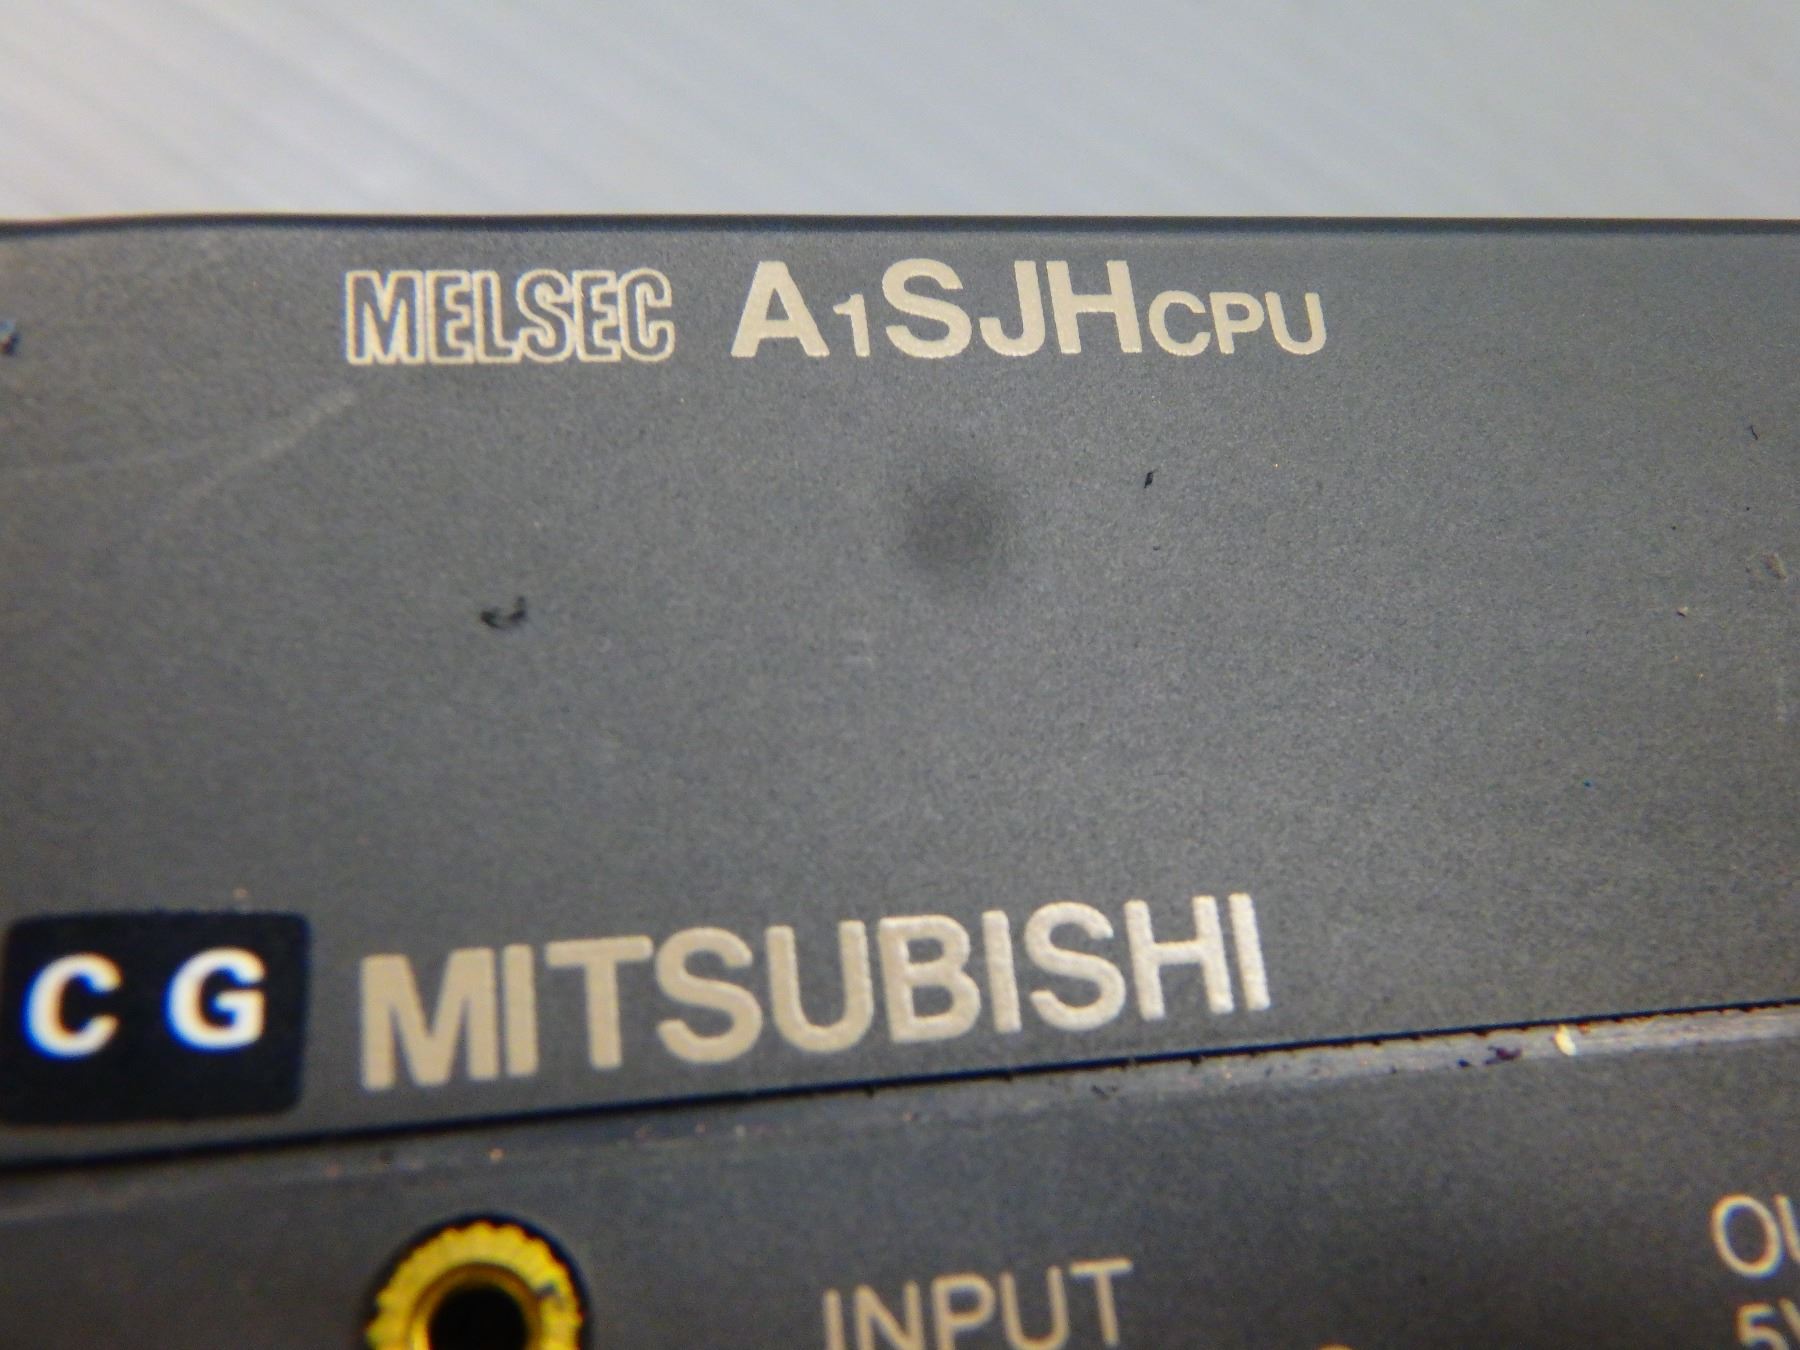 MELSEC A1SJHCPU
CG MITSUBISHI
INPUT